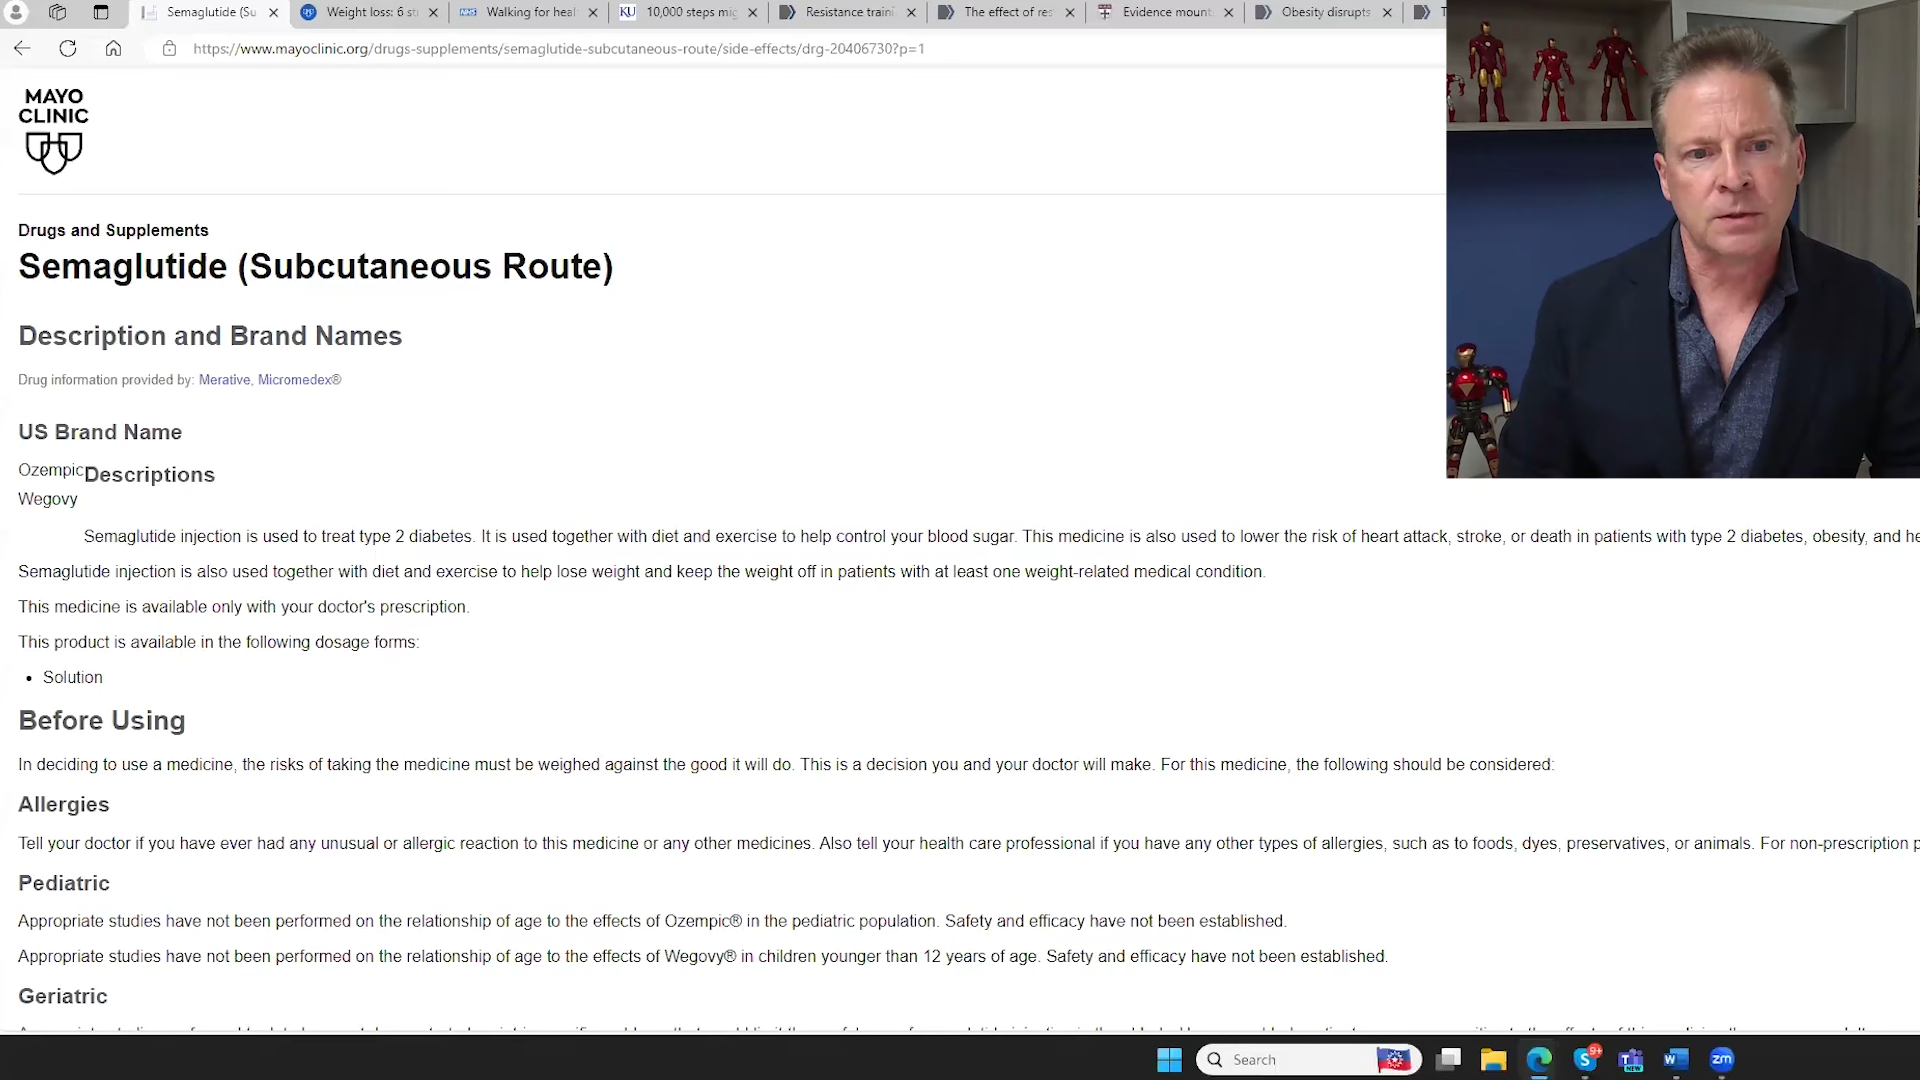 Semaglutide (Su
Weight loss: 6 st
NHS
Walking for heal
KU
10,000 steps mig
Resistance traini
The effect of res
Evidence mount
Obesity disrupts
https://www.mayoclinic.org/drugs-supplements/semaglutide-subcutaneous-route/side-effects/drg-20406730?p=1
MAYO
CLINIC
Drugs and Supplements
Semaglutide (Subcutaneous Route)
Description and Brand Names
Drug information provided by: Merative, Micromedex®
US Brand Name
Ozempic
Wegovy
Descriptions
Semaglutide injection is used to treat type 2 diabetes. It is used together with diet and exercise to help control your blood sugar. This medicine is also used to lower the risk of heart attack, stroke, or death in patients with type 2 diabetes, obesity, and he
Semaglutide injection is also used together with diet and exercise to help lose weight and keep the weight off in patients with at least one weight-related medical condition.
This medicine is available only with your doctor's prescription.
This product is available in the following dosage forms:
• Solution
Before Using
In deciding to use a medicine, the risks of taking the medicine must be weighed against the good it will do. This is a decision you and your doctor will make. For this medicine, the following should be considered:
Allergies
Tell your doctor if you have ever had any unusual or allergic reaction to this medicine or any other medicines. Also tell your health care professional if you have any other types of allergies, such as to foods, dyes, preservatives, or animals. For non-prescription p
Pediatric
Appropriate studies have not been performed on the relationship of age to the effects of Ozempic® in the pediatric population. Safety and efficacy have not been established.
Appropriate studies have not been performed on the relationship of age to the effects of Wegovy® in children younger than 12 years of age. Safety and efficacy have not been established.
Geriatric
Search
S
9+
T
NEW
W
zm